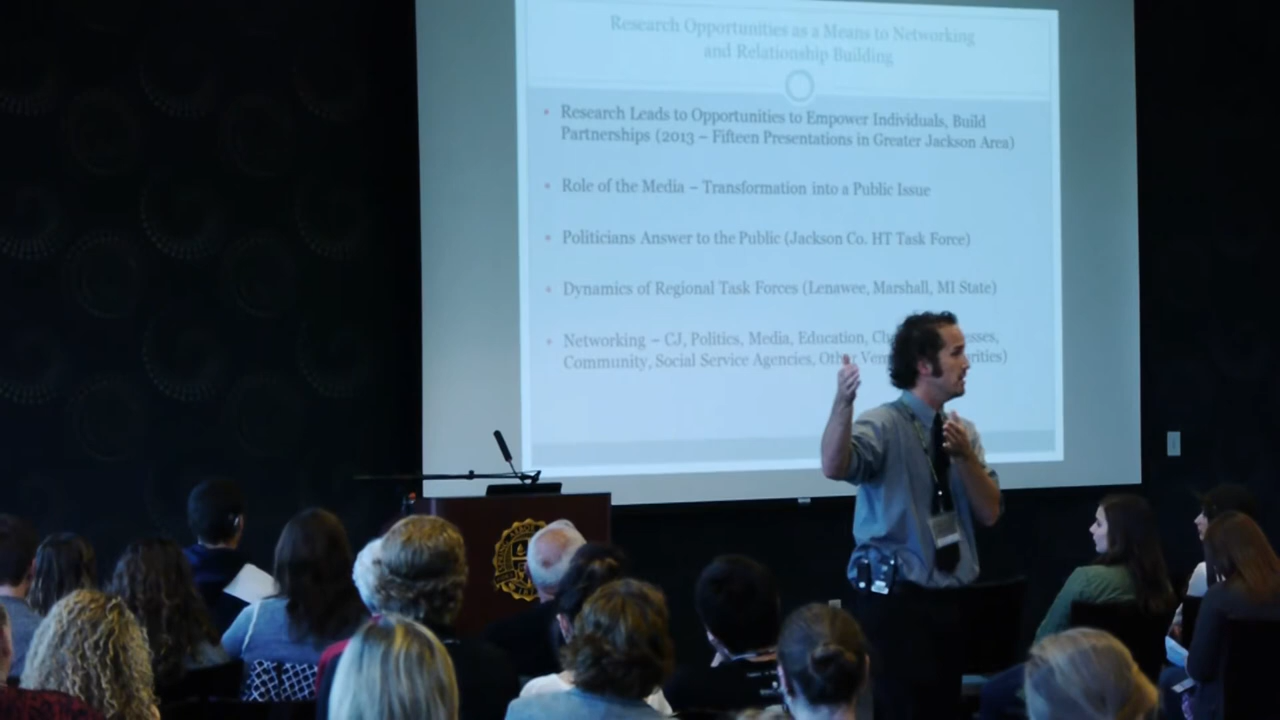 Research Opportunities as a Means to Networking
and Relationship Building
• Research Leads to Opportunities to Empower Individuals, Build
Partnerships (2013 – Fifteen Presentations in Greater Jackson Area)
• Role of the Media – Transformation into a Public Issue
• Politicians Answer to the Public (Jackson Co. HT Task Force)
• Dynamics of Regional Task Forces (Lenawee, Marshall, MI State)
• Networking – CJ, Politics, Media, Education,
Community, Social Service Agencies, Other